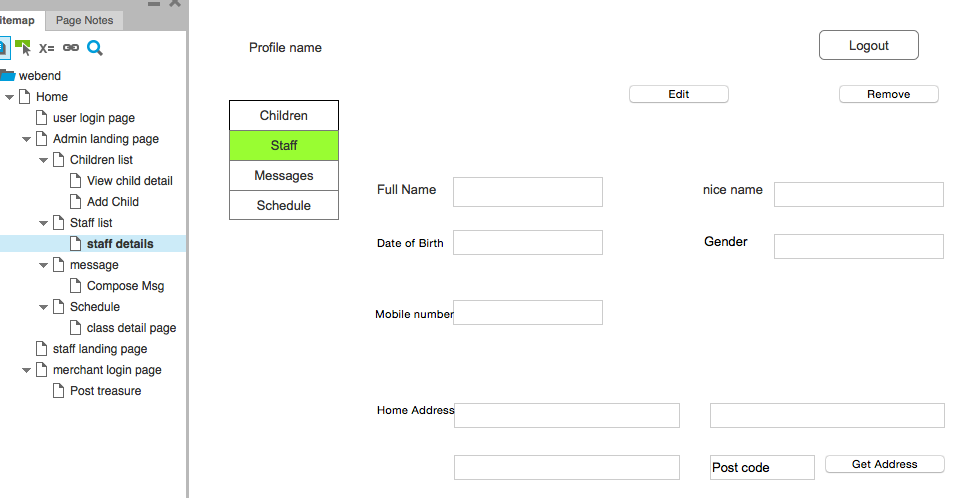 itemap Page Notes
X=
webend
Home
user login page
Admin landing page
Children list
View child detail
Add Child
Staff list
staff details
message
Compose Msg
Schedule
class detail page
staff landing page
merchant login page
Post treasure
Profile name
Logout
Edit Remove
Children
Staff
Messages
Schedule
Full Name nice name
Date of Birth Gender
Mobile number
Home Address
Post code Get Address